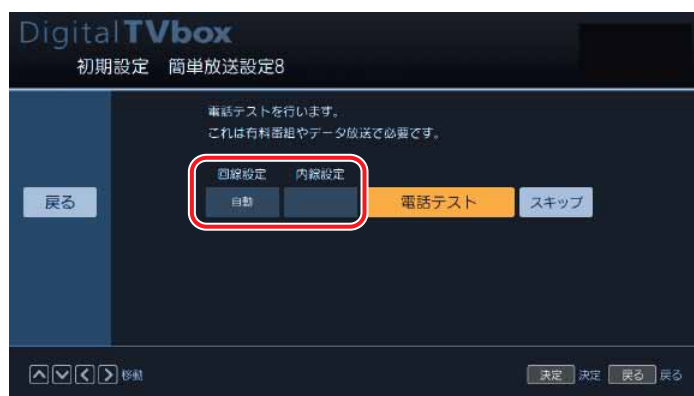 DigitalTVbox
初期設定 簡単放送設定8
電話テストを行います。
これは有料番組やデータ放送で必要です。
回線設定 内線設定
戻る 自動 電話テスト スキップ
移動 決定 決定 戻る 戻る